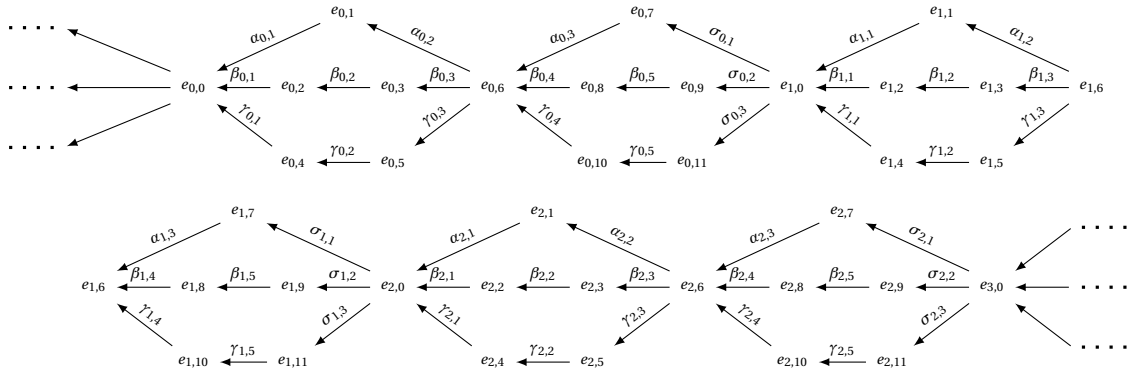 e0,1 e0,7 e1,1
α0,1 α0,2 α0,3 σ0,1 α1,1 α1,2
e0,0 β0,1 e0,2 β0,2 e0,3 β0,3 e0,6 β0,4 e0,8 β0,5 e0,9 σ0,2 e1,0 β1,1 e1,2 β1,2 e1,3 β1,3 e1,6
γ0,1 γ0,3 γ0,4 σ0,3 γ1,1 γ1,3
e0,4 γ0,2 e0,5 e0,10 γ0,5 e0,11 e1,4 γ1,2 e1,5
e1,7 e2,1 e2,7
α1,3 σ1,1 α2,1 α2,2 α2,3 σ2,1
e1,6 β1,4 e1,8 β1,5 e1,9 σ1,2 e2,0 β2,1 e2,2 β2,2 e2,3 β2,3 e2,6 β2,4 e2,8 β2,5 e2,9 σ2,2 e3,0
γ1,4 σ1,3 γ2,1 γ2,3 γ2,4 σ2,3
e1,10 γ1,5 e1,11 e2,4 γ2,2 e2,5 e2,10 γ2,5 e2,11